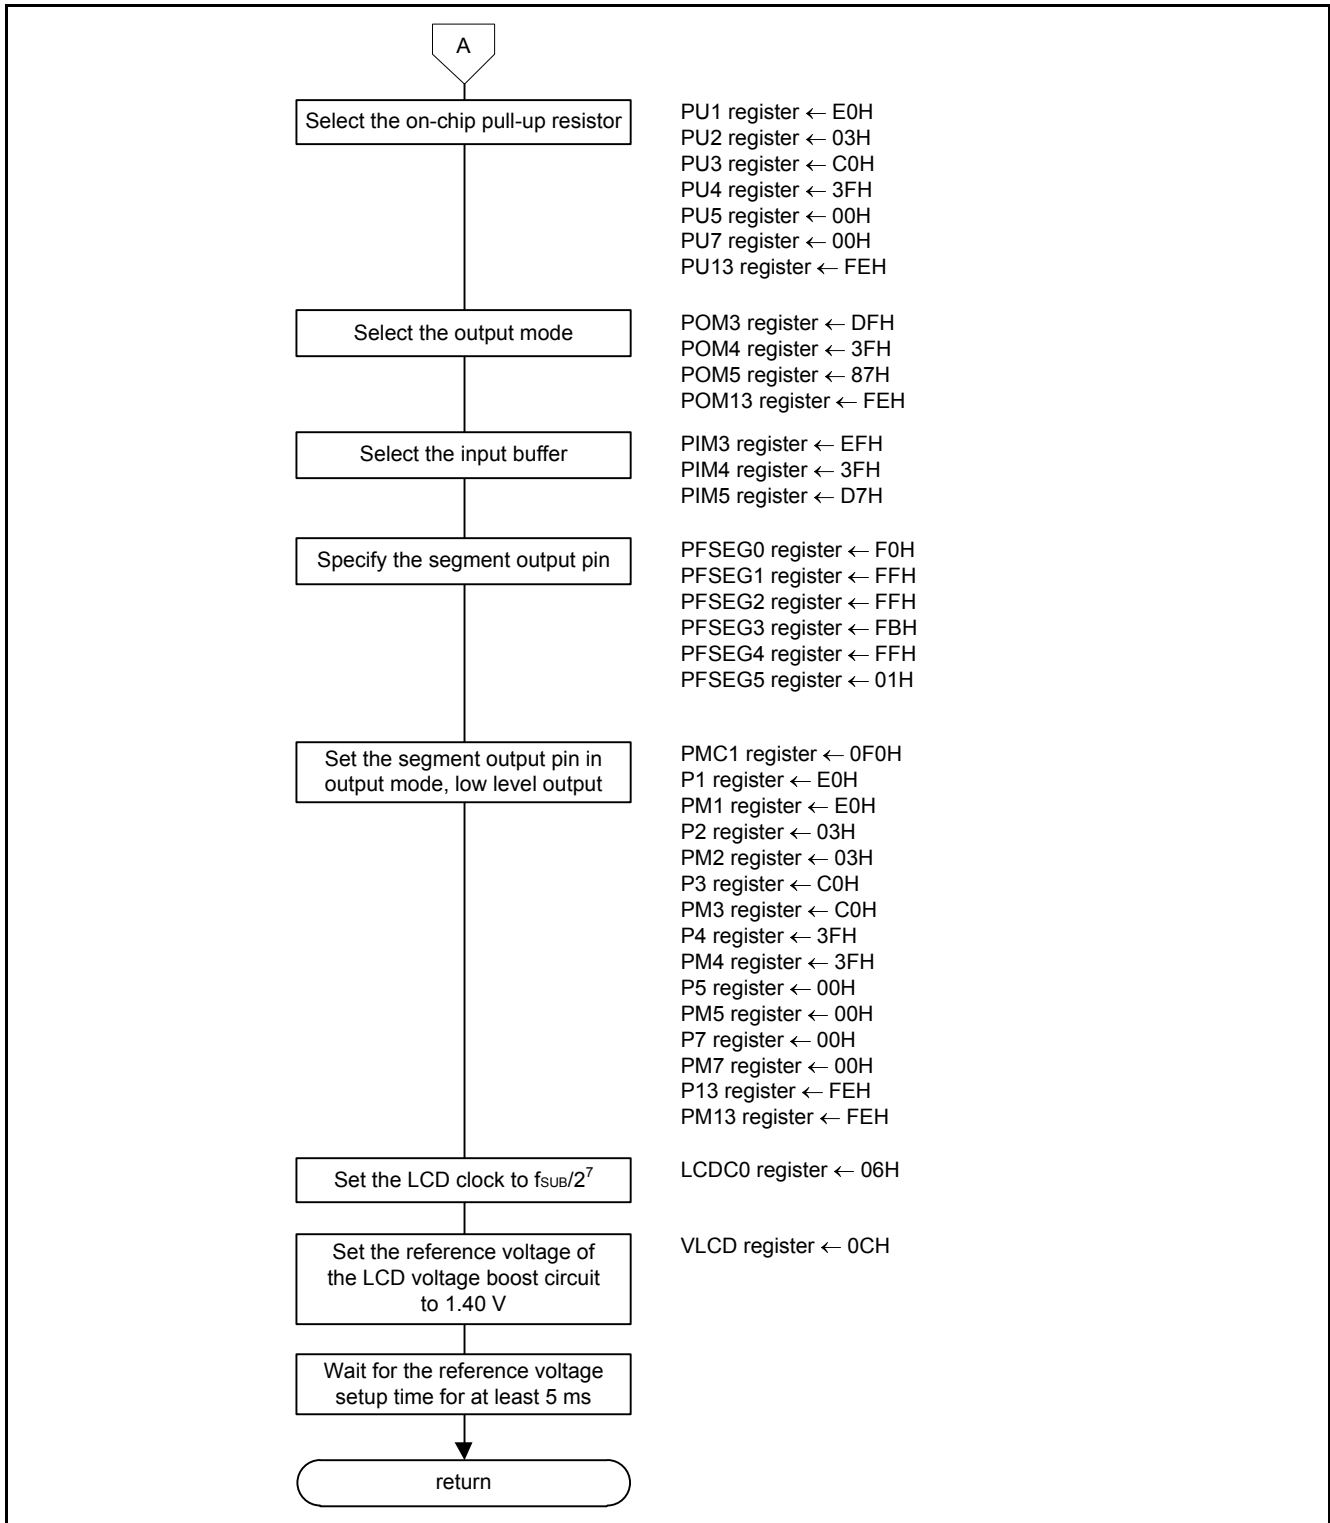 A
Select the on-chip pull-up resistor
PU1 register ← E0H
PU2 register ← 03H
PU3 register ← C0H
PU4 register ← 3FH
PU5 register ← 00H
PU7 register ← 00H
PU13 register ← FEH
Select the output mode
POM3 register ← DFH
POM4 register ← 3FH
POM5 register ← 87H
POM13 register ← FEH
Select the input buffer
PIM3 register ← EFH
PIM4 register ← 3FH
PIM5 register ← D7H
Specify the segment output pin
PFSEG0 register ← F0H
PFSEG1 register ← FFH
PFSEG2 register ← FFH
PFSEG3 register ← FBH
PFSEG4 register ← FFH
PFSEG5 register ← 01H
Set the segment output pin in
output mode, low level output
PMC1 register ← 0F0H
P1 register ← E0H
PM1 register ← E0H
P2 register ← 03H
PM2 register ← 03H
P3 register ← C0H
PM3 register ← C0H
P4 register ← 3FH
PM4 register ← 3FH
P5 register ← 00H
PM5 register ← 00H
P7 register ← 00H
PM7 register ← 00H
P13 register ← FEH
PM13 register ← FEH
Set the LCD clock to fSUB/2⁷
LCDC0 register ← 06H
Set the reference voltage of
the LCD voltage boost circuit
to 1.40 V
VLCD register ← 0CH
Wait for the reference voltage
setup time for at least 5 ms
return